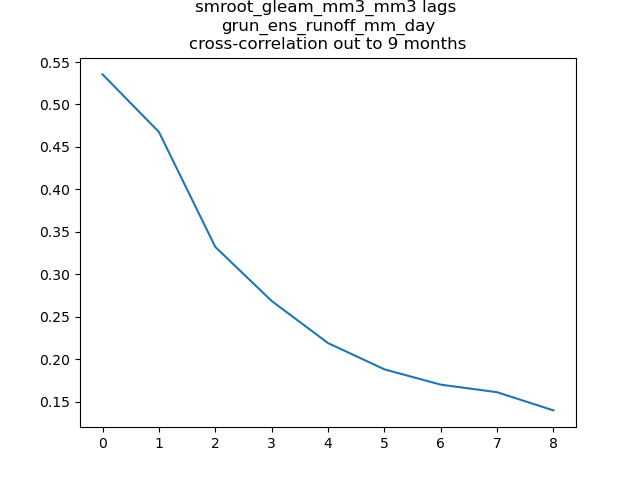 smroot_gleam_mm3_mm3 lags
grun_ens_runoff_mm_day
cross-correlation out to 9 months
0.55
0.50
0.45
0.40
0.35
0.30
0.25
0.20
0.15
0 1 2 3 4 5 6 7 8